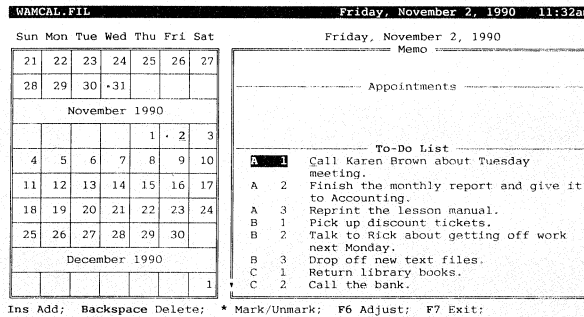 WAMCAL.FIL Friday, November 2, 1990 11:32a
Sun Mon Tue Wed Thu Fri Sat
21 22 23 24 25 26 27
28 29 30 31
November 1990
1 2 3
4 5 6 7 8 9 10
11 12 13 14 15 16 17
18 19 20 21 22 23 24
25 26 27 28 29 30
December 1990
1
Friday, November 2, 1990
Memo
Appointments
To-Do List
A 1 Call Karen Brown about Tuesday
meeting.
A 2 Finish the monthly report and give it
to Accounting.
A 3 Reprint the lesson manual.
B 1 Pick up discount tickets.
B 2 Talk to Rick about getting off work
next Monday.
B 3 Drop off new text files.
C 1 Return library books.
C 2 Call the bank.
Ins Add; Backspace Delete; * Mark/Unmark; F6 Adjust; F7 Exit;